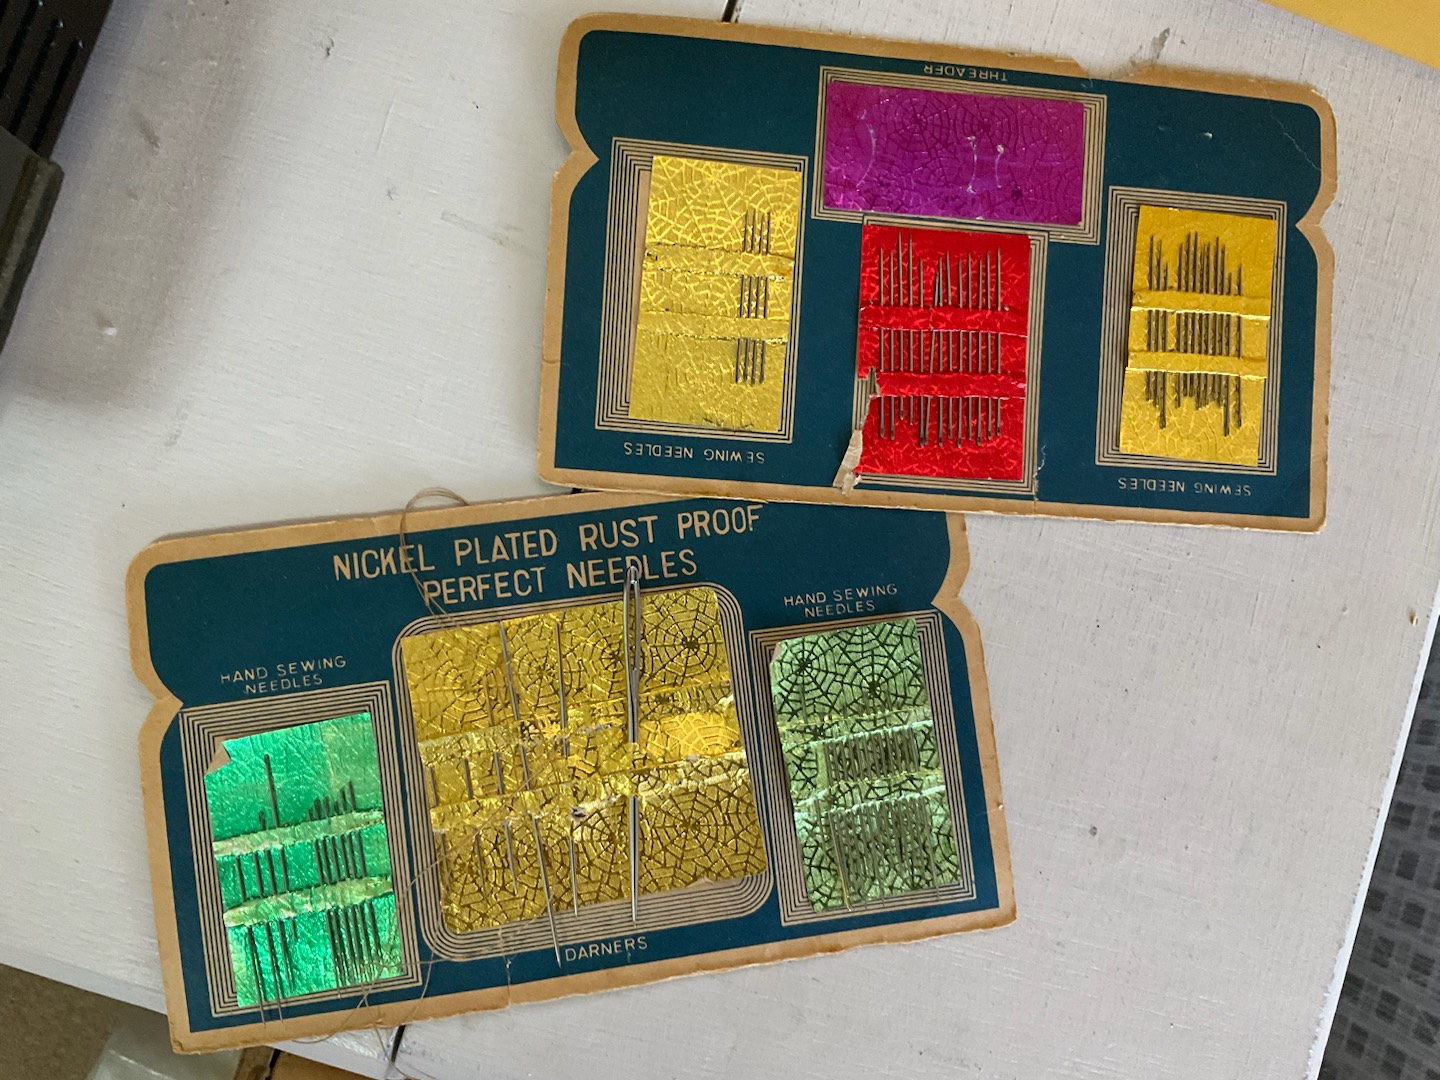 THREADER
SEWING NEEDLES
SEWING NEEDLES
NICKEL PLATED RUST PROOF
PERFECT NEEDLES
HAND SEWING
NEEDLES
HAND SEWING
NEEDLES
DARNERS